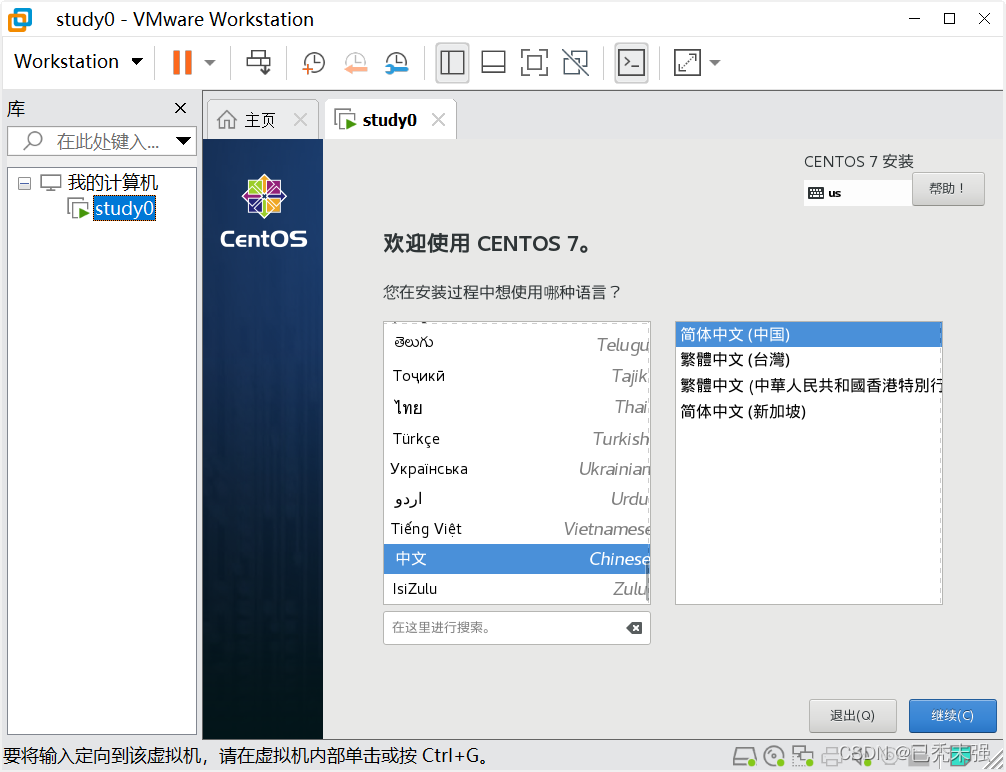 study0 - VMware Workstation
Workstation
库
主页
study0
在此处键入...
我的计算机
study0
CentOS
CENTOS 7 安装
us
帮助！
欢迎使用 CENTOS 7。
您在安装过程中想使用哪种语言？
తెలుగు Telugu
Тоҷикӣ Tajik
ไทย Thai
Türkçe Turkish
Українська Ukrainian
اردو Urdu
Tiếng Việt Vietnamese
中文 Chinese
IsiZulu Zulu
简体中文 (中国)
繁體中文 (台灣)
繁體中文 (中華人民共和國香港特別行
简体中文 (新加坡)
在这里进行搜索。
退出(Q)
继续(C)
要将输入定向到该虚拟机，请在虚拟机内部单击或按 Ctrl+G。
CSDN @已秃未强